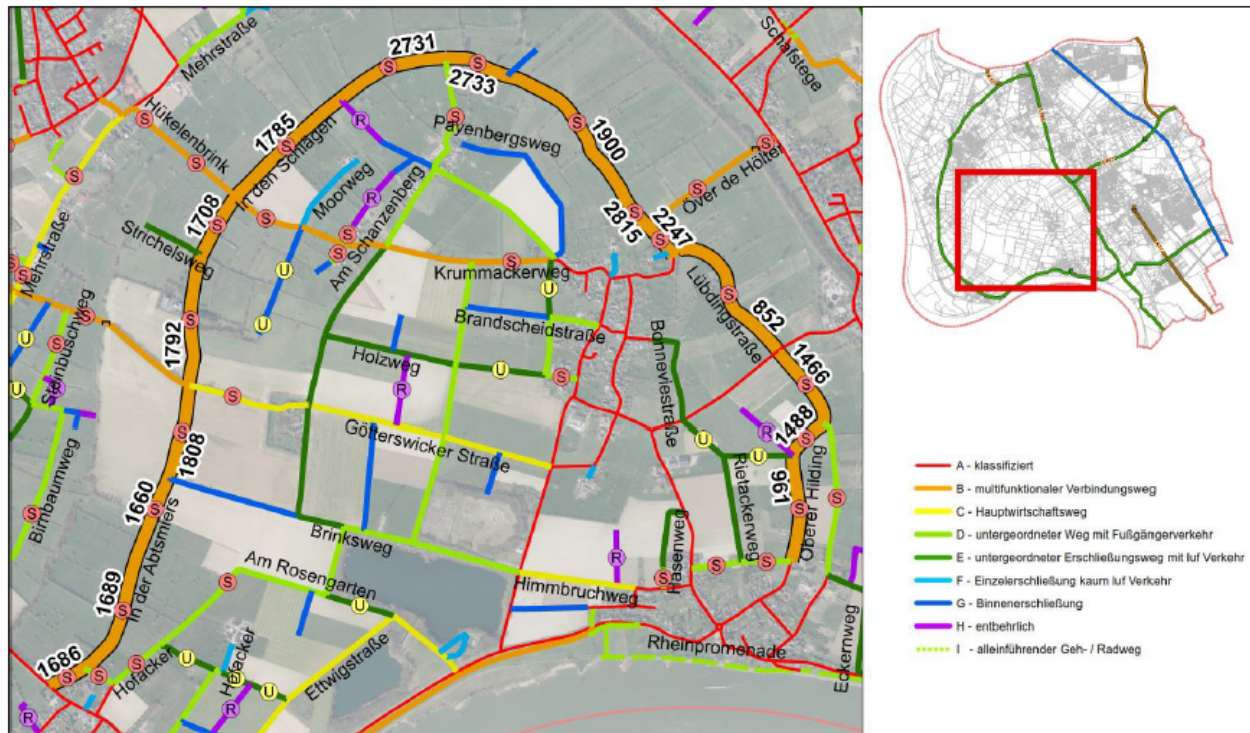 Mehrstraße
2731
2733
Schafstege
Hükelenbrink
1785
In den Schlagen
Payenbergsweg
1900
Over de Hölter
Moorweg
1708
Am Schanzenberg
2815
2247
Strichelsweg
Mehrstraße
Krummackerweg
Lübdingstraße
Steinbuschweg
1792
Brandscheidstraße
852
Holzweg
Bonneviestraße
1466
Götterswicker Straße
1488
Birnbaumweg
1808
1660
In der Abtsmiers
Rietackerweg
961
Oberer Hilding
Brinksweg
Hasenweg
Am Rosengarten
Himmbruchweg
1689
Hofacker
Hofacker
Ettwigstraße
Rheinpromenade
Eckernweg
1686
S
U
R
A - klassifiziert
B - multifunktionaler Verbindungsweg
C - Hauptwirtschaftsweg
D - untergeordneter Weg mit Fußgängerverkehr
E - untergeordneter Erschließungsweg mit luf Verkehr
F - Einzelerschließung kaum luf Verkehr
G - Binnenerschließung
H - entbehrlich
I - alleinführender Geh- / Radweg